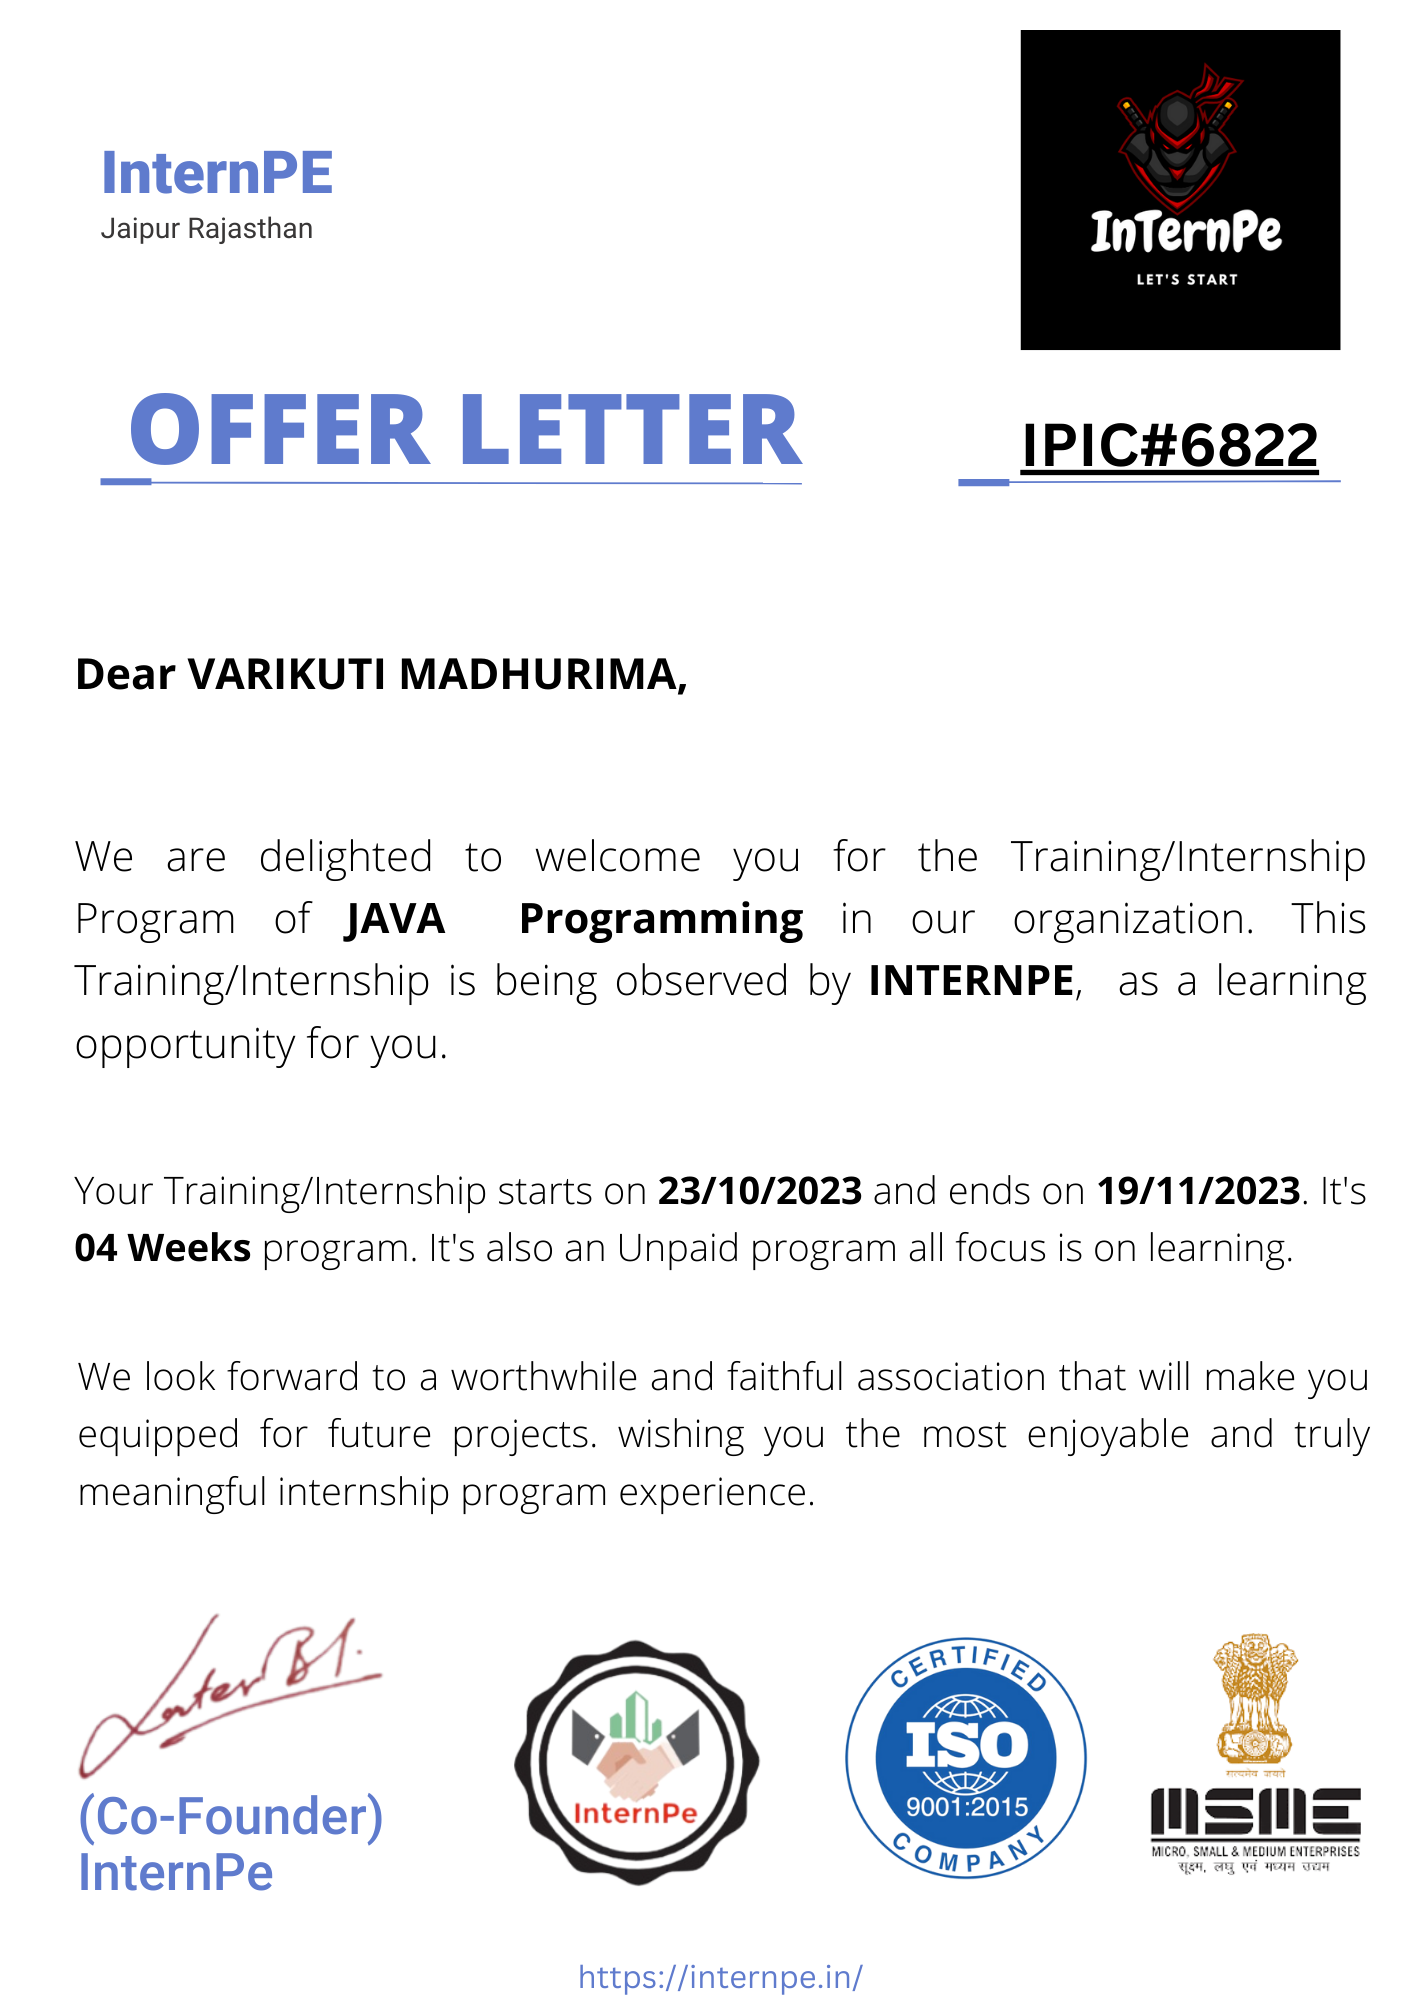 InternPE
Jaipur Rajasthan
InTernPe
LET'S START
OFFER LETTER
IPIC#6822
Dear VARIKUTI MADHURIMA,
We are delighted to welcome you for the Training/Internship
Program of JAVA Programming in our organization. This
Training/Internship is being observed by INTERNPE, as a learning
opportunity for you.
Your Training/Internship starts on 23/10/2023 and ends on 19/11/2023. It's
04 Weeks program. It's also an Unpaid program all focus is on learning.
We look forward to a worthwhile and faithful association that will make you
equipped for future projects. wishing you the most enjoyable and truly
meaningful internship program experience.
(Co-Founder)
InternPe
InternPe
CERTIFIED
ISO
9001:2015
COMPANY
सत्यमेव जयते
MSME
MICRO, SMALL & MEDIUM ENTERPRISES
सूक्ष्म, लघु एवं मध्यम उद्यम
https://internpe.in/